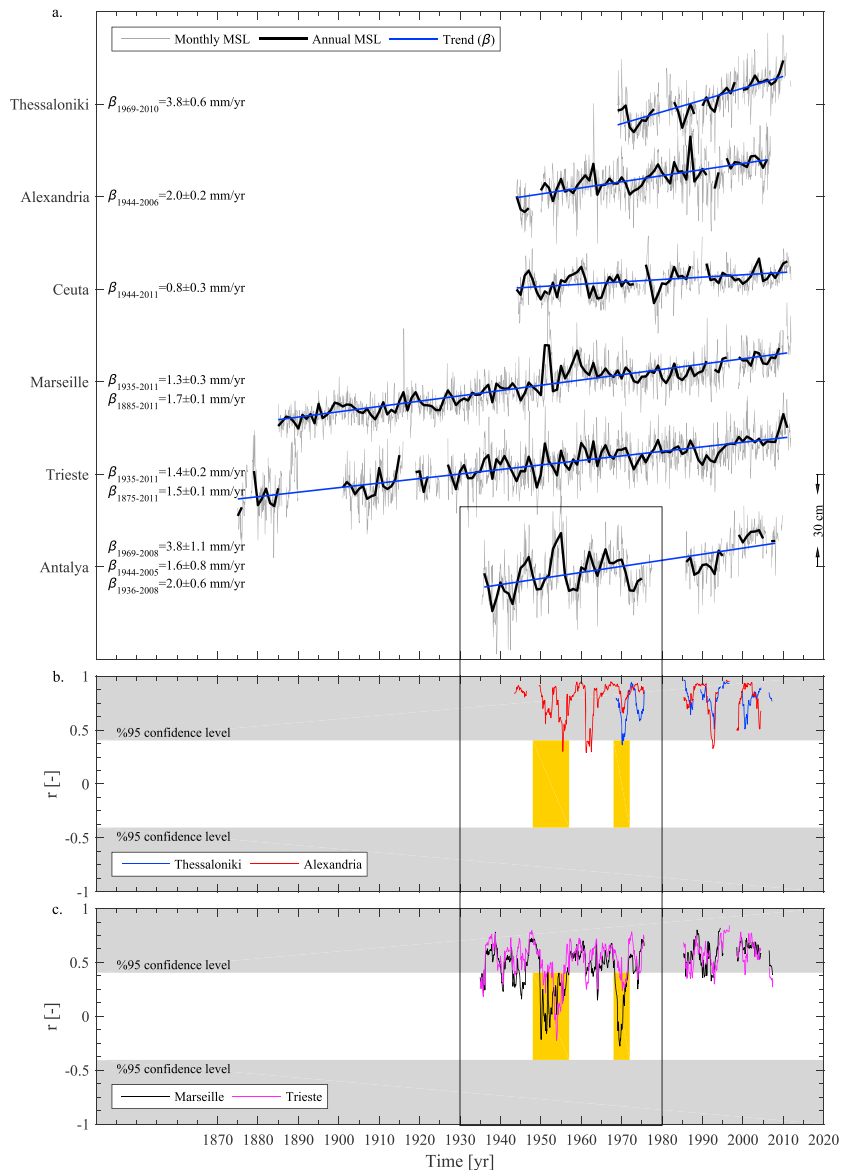 a.
Monthly MSL Annual MSL Trend (β)
Thessaloniki
β1969-2010=3.8±0.6 mm/yr
Alexandria
β1944-2006=2.0±0.2 mm/yr
Ceuta
β1944-2011=0.8±0.3 mm/yr
Marseille
β1935-2011=1.3±0.3 mm/yr
β1885-2011=1.7±0.1 mm/yr
Trieste
β1935-2011=1.4±0.2 mm/yr
β1875-2011=1.5±0.1 mm/yr
30 cm
Antalya
β1969-2008=3.8±1.1 mm/yr
β1944-2005=1.6±0.8 mm/yr
β1936-2008=2.0±0.6 mm/yr
b.
1
0.5
0
-0.5
-1
r [-]
%95 confidence level
%95 confidence level
Thessaloniki Alexandria
c.
1
0.5
0
-0.5
-1
r [-]
%95 confidence level
%95 confidence level
Marseille Trieste
1870 1880 1890 1900 1910 1920 1930 1940 1950 1960 1970 1980 1990 2000 2010 2020
Time [yr]